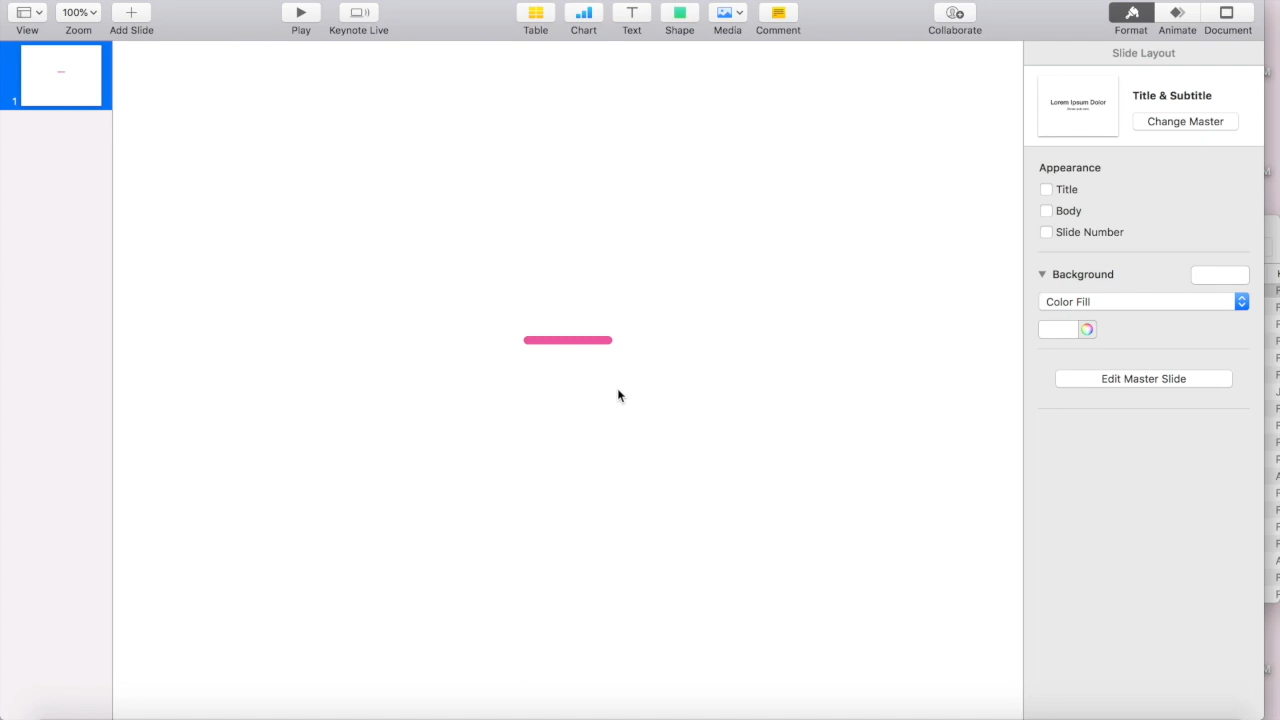 View
100%
Zoom
Add Slide
Play
Keynote Live
Table
Chart
T
Text
Shape
Media
Comment
Collaborate
Format
Animate
Document
Slide Layout
1
Lorem Ipsum Dolor
Title & Subtitle
Change Master
Appearance
Title
Body
Slide Number
Background
Color Fill
Edit Master Slide